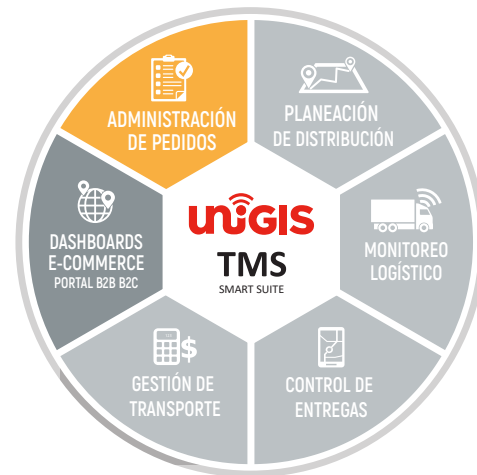 ADMINISTRACIÓN
DE PEDIDOS
PLANEACIÓN
DE DISTRIBUCIÓN
DASHBOARDS
E-COMMERCE
PORTAL B2B B2C
UNIGIS
TMS
SMART SUITE
MONITOREO
LOGÍSTICO
$
GESTIÓN DE
TRANSPORTE
CONTROL DE
ENTREGAS